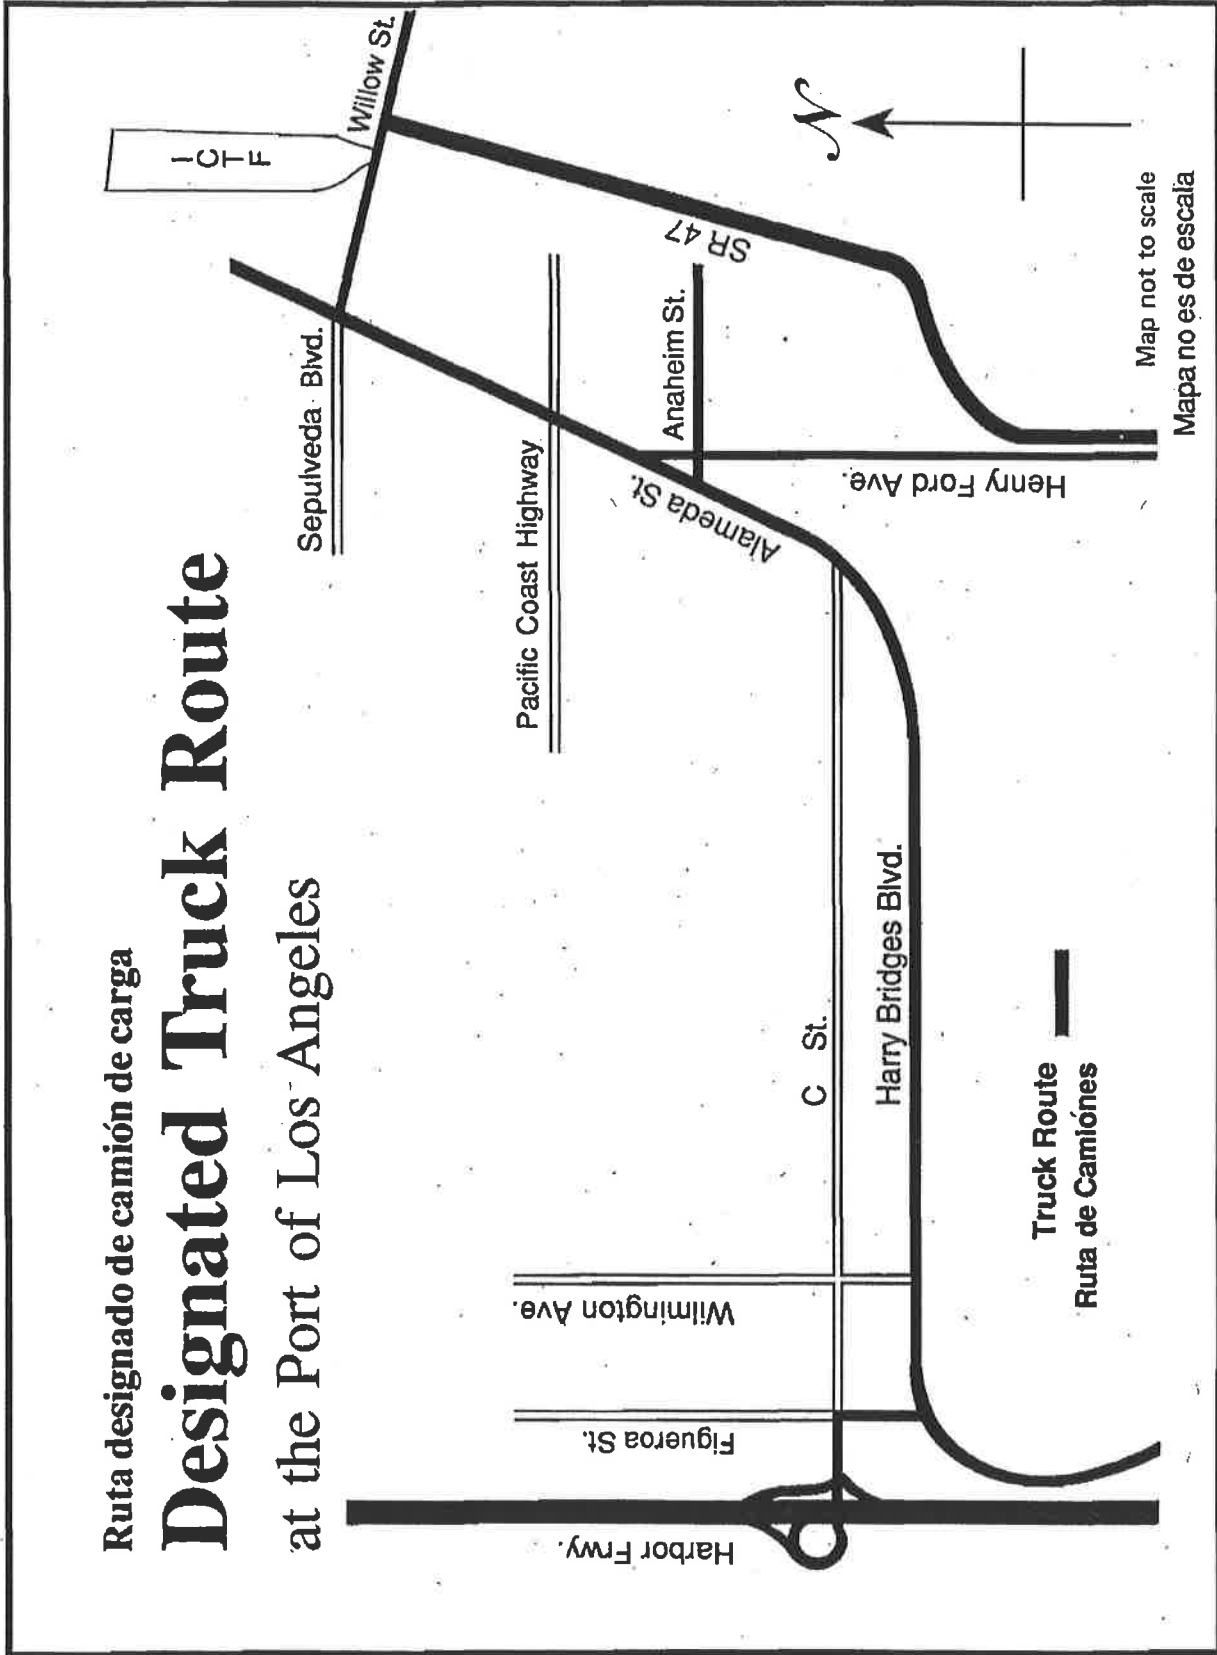 Ruta designado de camión de carga
Designated Truck Route
at the Port of Los Angeles
I C T F
Willow St.
Sepulveda Blvd.
Pacific Coast Highway
SR 47
Anaheim St.
Alameda St.
Henry Ford Ave.
N
C St.
Harry Bridges Blvd.
Wilmington Ave.
Figueroa St.
Harbor Frwy.
Truck Route
Ruta de Camiónes
Map not to scale
Mapa no es de escala